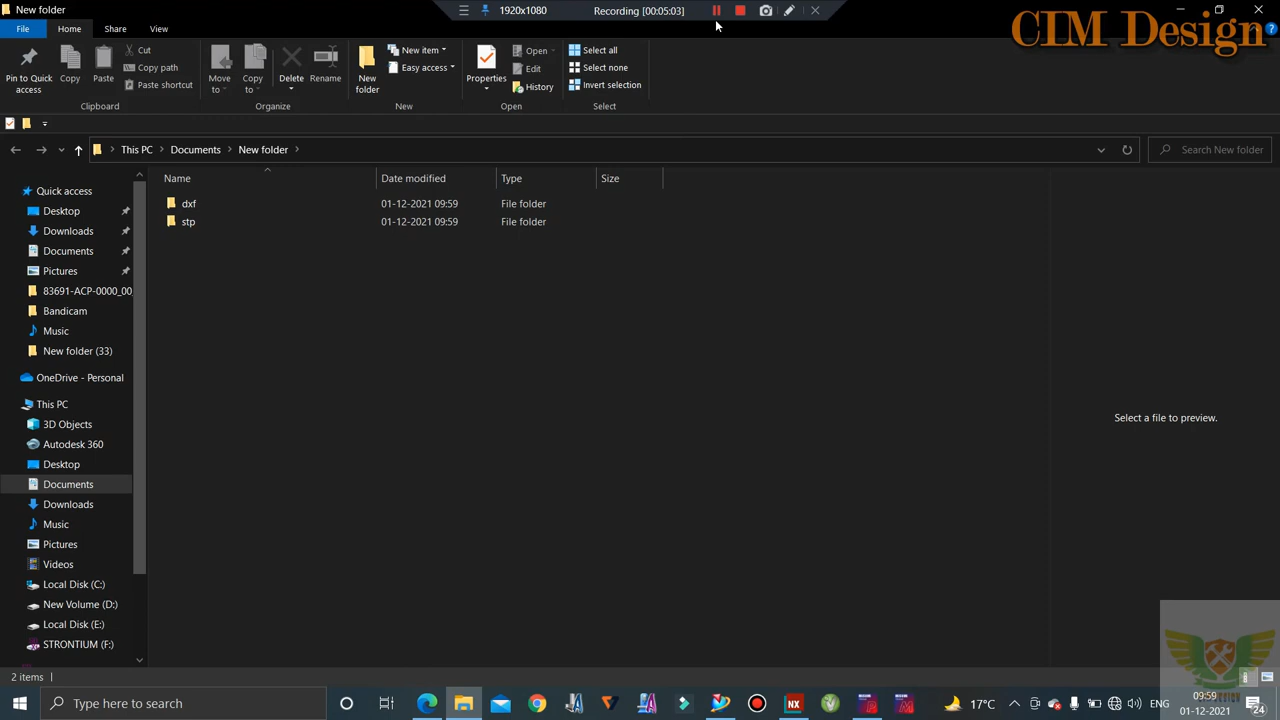 New folder
1920x1080
Recording [00:05:03]
CIM Design
File
Home
Share
View
Pin to Quick
access
Copy
Paste
Cut
Copy path
Paste shortcut
Clipboard
Move
to
Copy
to
Delete
Rename
Organize
New
folder
New item
Easy access
New
Properties
Open
Edit
History
Open
Select all
Select none
Invert selection
Select
This PC
Documents
New folder
Search New folder
Name
Date modified
Type
Size
dxf
01-12-2021 09:59
File folder
stp
01-12-2021 09:59
File folder
Quick access
Desktop
Downloads
Documents
Pictures
83691-ACP-0000_00_
Bandicam
Music
New folder (33)
OneDrive - Personal
This PC
3D Objects
Autodesk 360
Desktop
Documents
Downloads
Music
Pictures
Videos
Local Disk (C:)
New Volume (D:)
Local Disk (E:)
STRONTIUM (F:)
Select a file to preview.
2 items
Type here to search
NX
17°C
ENG
09:59
01-12-2021
24